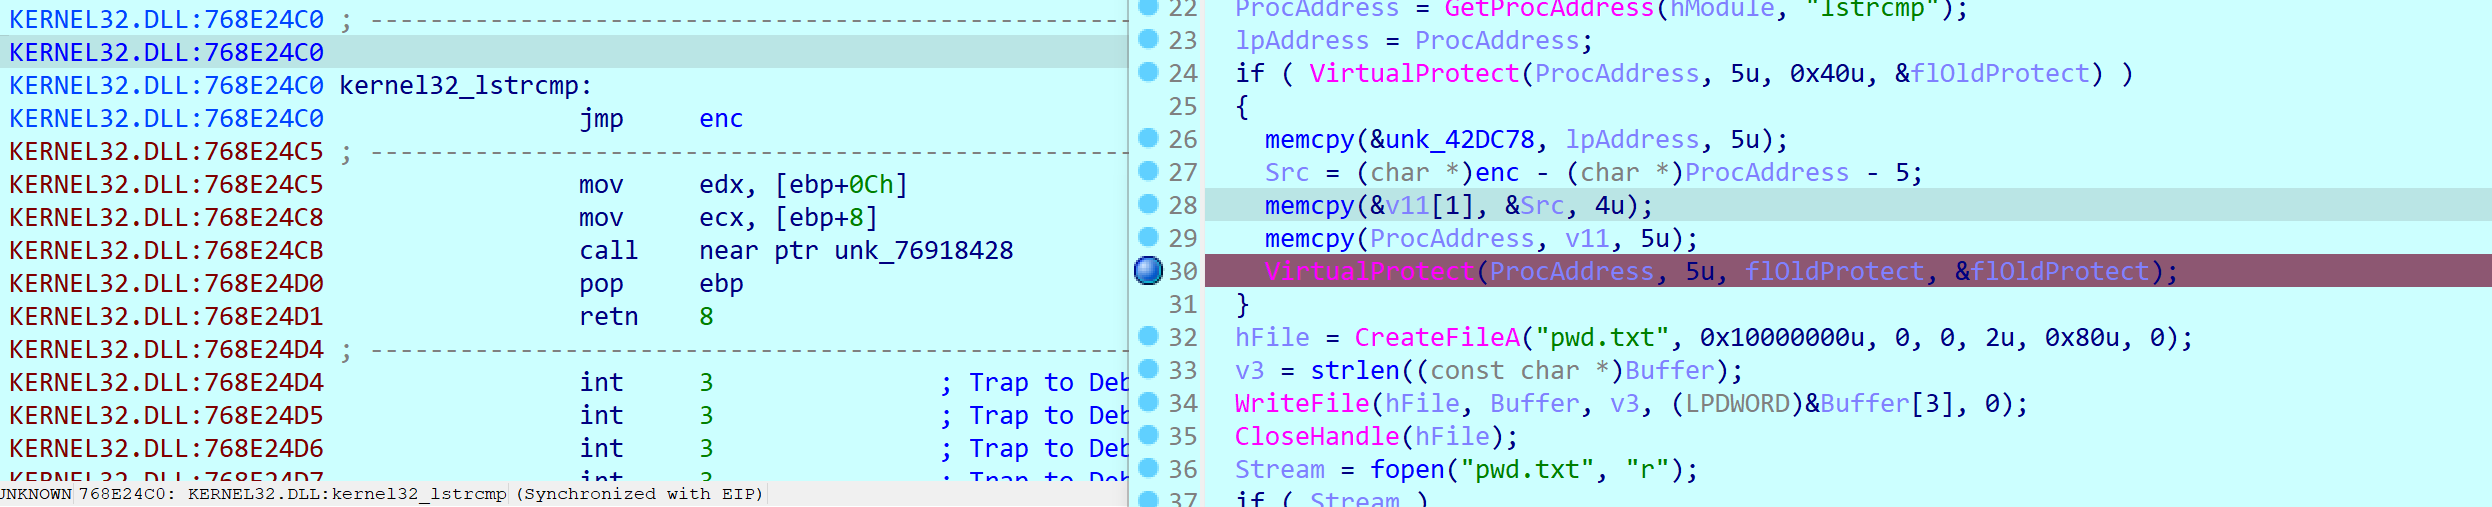 KERNEL32.DLL:768E24C0 ; ---------------------------------------------------
KERNEL32.DLL:768E24C0
KERNEL32.DLL:768E24C0 kernel32_lstrcmp:
KERNEL32.DLL:768E24C0 jmp enc
KERNEL32.DLL:768E24C5 ; ---------------------------------------------------
KERNEL32.DLL:768E24C5 mov edx, [ebp+0Ch]
KERNEL32.DLL:768E24C8 mov ecx, [ebp+8]
KERNEL32.DLL:768E24CB call near ptr unk_76918428
KERNEL32.DLL:768E24D0 pop ebp
KERNEL32.DLL:768E24D1 retn 8
KERNEL32.DLL:768E24D4 ; ---------------------------------------------------
KERNEL32.DLL:768E24D4 int 3 ; Trap to Deb
KERNEL32.DLL:768E24D5 int 3 ; Trap to Deb
KERNEL32.DLL:768E24D6 int 3 ; Trap to Deb
KERNEL32.DLL:768E24D7 int 3 ; Trap to Deb
UNKNOWN 768E24C0: KERNEL32.DLL:kernel32_lstrcmp (Synchronized with EIP)
22 ProcAddress = GetProcAddress(hModule, "lstrcmp");
23 lpAddress = ProcAddress;
24 if ( VirtualProtect(ProcAddress, 5u, 0x40u, &flOldProtect) )
25 {
26 memcpy(&unk_42DC78, lpAddress, 5u);
27 Src = (char *)enc - (char *)ProcAddress - 5;
28 memcpy(&v11[1], &Src, 4u);
29 memcpy(ProcAddress, v11, 5u);
30 VirtualProtect(ProcAddress, 5u, flOldProtect, &flOldProtect);
31 }
32 hFile = CreateFileA("pwd.txt", 0x10000000u, 0, 0, 2u, 0x80u, 0);
33 v3 = strlen((const char *)Buffer);
34 WriteFile(hFile, Buffer, v3, (LPDWORD)&Buffer[3], 0);
35 CloseHandle(hFile);
36 Stream = fopen("pwd.txt", "r");
37 if ( Stream )